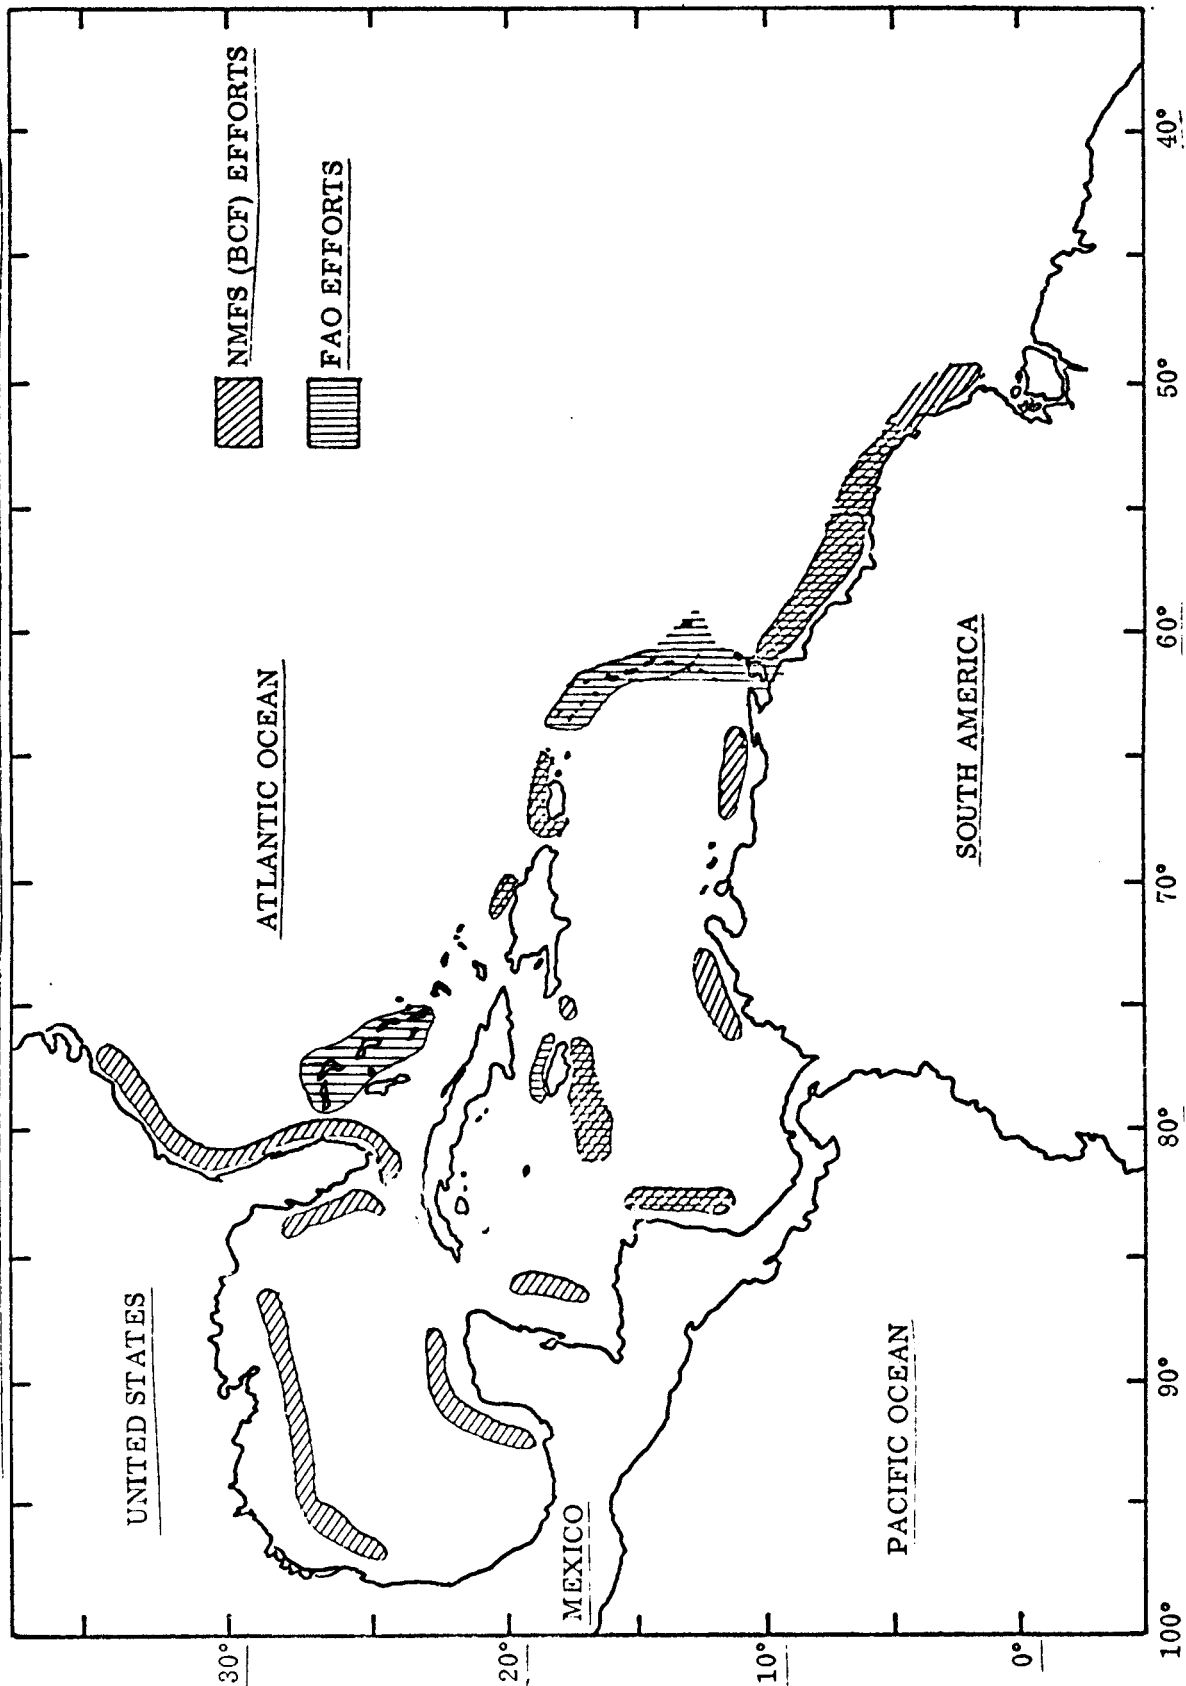 NMFS (BCF) EFFORTS
FAO EFFORTS
ATLANTIC OCEAN
UNITED STATES
MEXICO
PACIFIC OCEAN
SOUTH AMERICA
30°
20°
10°
0°
100°
90°
80°
70°
60°
50°
40°